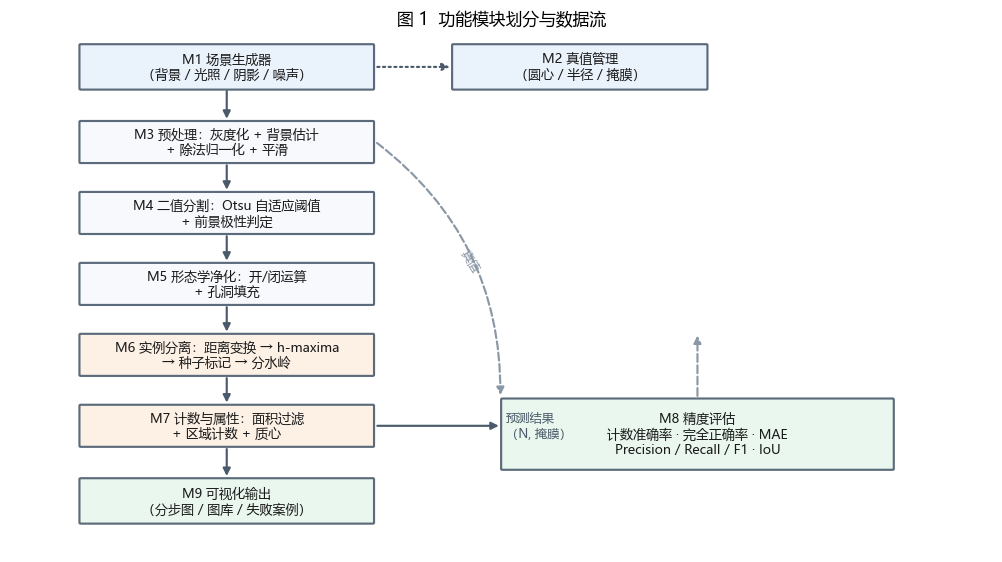 图 1 功能模块划分与数据流
M1 场景生成器
（背景 / 光照 / 阴影 / 噪声）
M2 真值管理
（圆心 / 半径 / 掩膜）
M3 预处理：灰度化 + 背景估计
+ 除法归一化 + 平滑
M4 二值分割：Otsu 自适应阈值
+ 前景极性判定
M5 形态学净化：开/闭运算
+ 孔洞填充
M6 实例分离：距离变换 → h-maxima
→ 种子标记 → 分水岭
M7 计数与属性：面积过滤
+ 区域计数 + 质心
预测结果
（N, 掩膜）
M8 精度评估
计数准确率 · 完全正确率 · MAE
Precision / Recall / F1 · IoU
M9 可视化输出
（分步图 / 图库 / 失败案例）